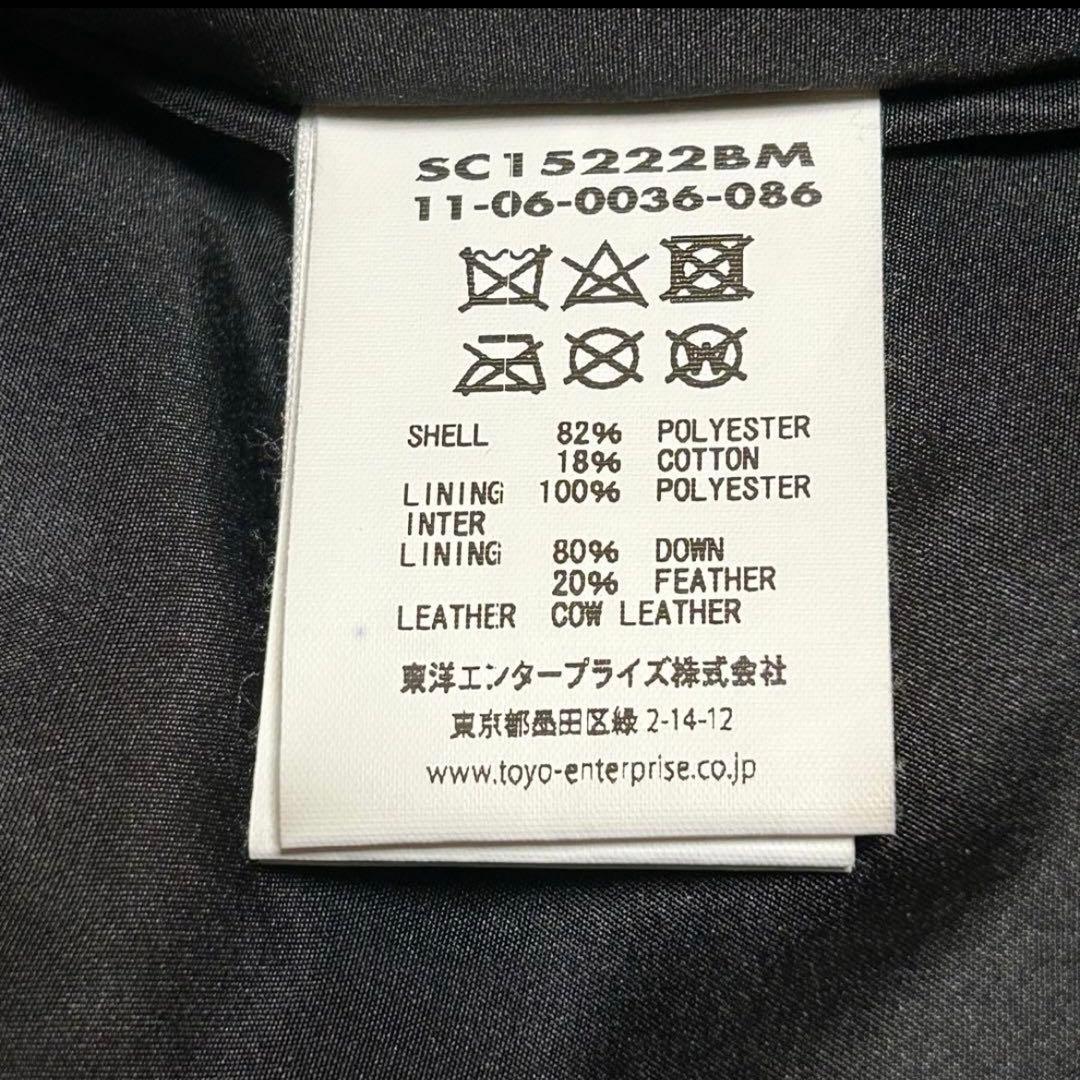 SC15222BM
11-06-0036-086
SHELL 82% POLYESTER
18% COTTON
LINING 100% POLYESTER
INTER
LINING 80% DOWN
20% FEATHER
LEATHER COW LEATHER
東洋エンタープライズ株式会社
東京都墨田区緑 2-14-12
www.toyo-enterprise.co.jp